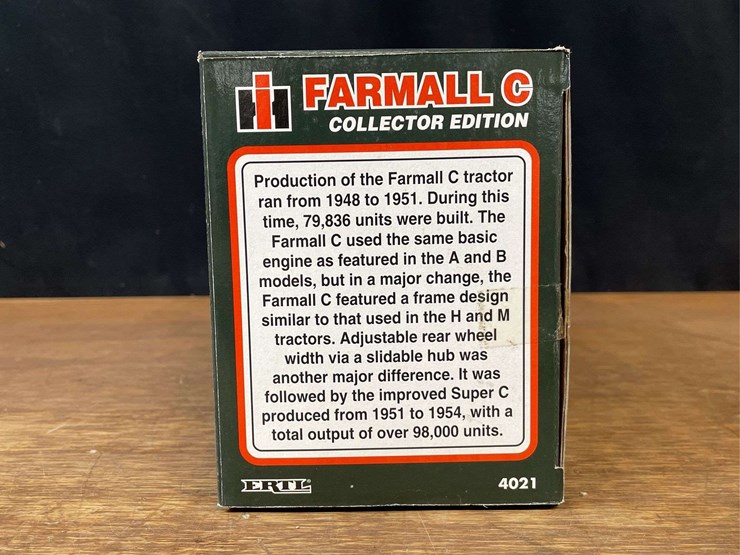 IH FARMALL C
COLLECTOR EDITION
Production of the Farmall C tractor
ran from 1948 to 1951. During this
time, 79,836 units were built. The
Farmall C used the same basic
engine as featured in the A and B
models, but in a major change, the
Farmall C featured a frame design
similar to that used in the H and M
tractors. Adjustable rear wheel
width via a slidable hub was
another major difference. It was
followed by the improved Super C
produced from 1951 to 1954, with a
total output of over 98,000 units.
ERTL
4021